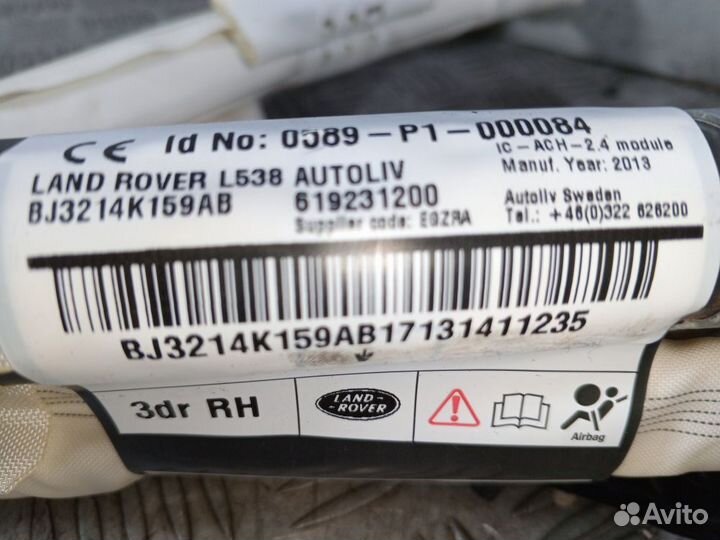 CE Id No: 0589-P1-000084
IC-ACH-2.4 module
Manuf. Year: 2013
LAND ROVER L538 AUTOLIV
BJ3214K159AB 619231200
Supplier code: EGZRA
Autoliv Sweden
Tel.: +46(0)322 626200
BJ3214K159AB17131411235
3dr RH
LAND-
-ROVER
Airbag
Avito